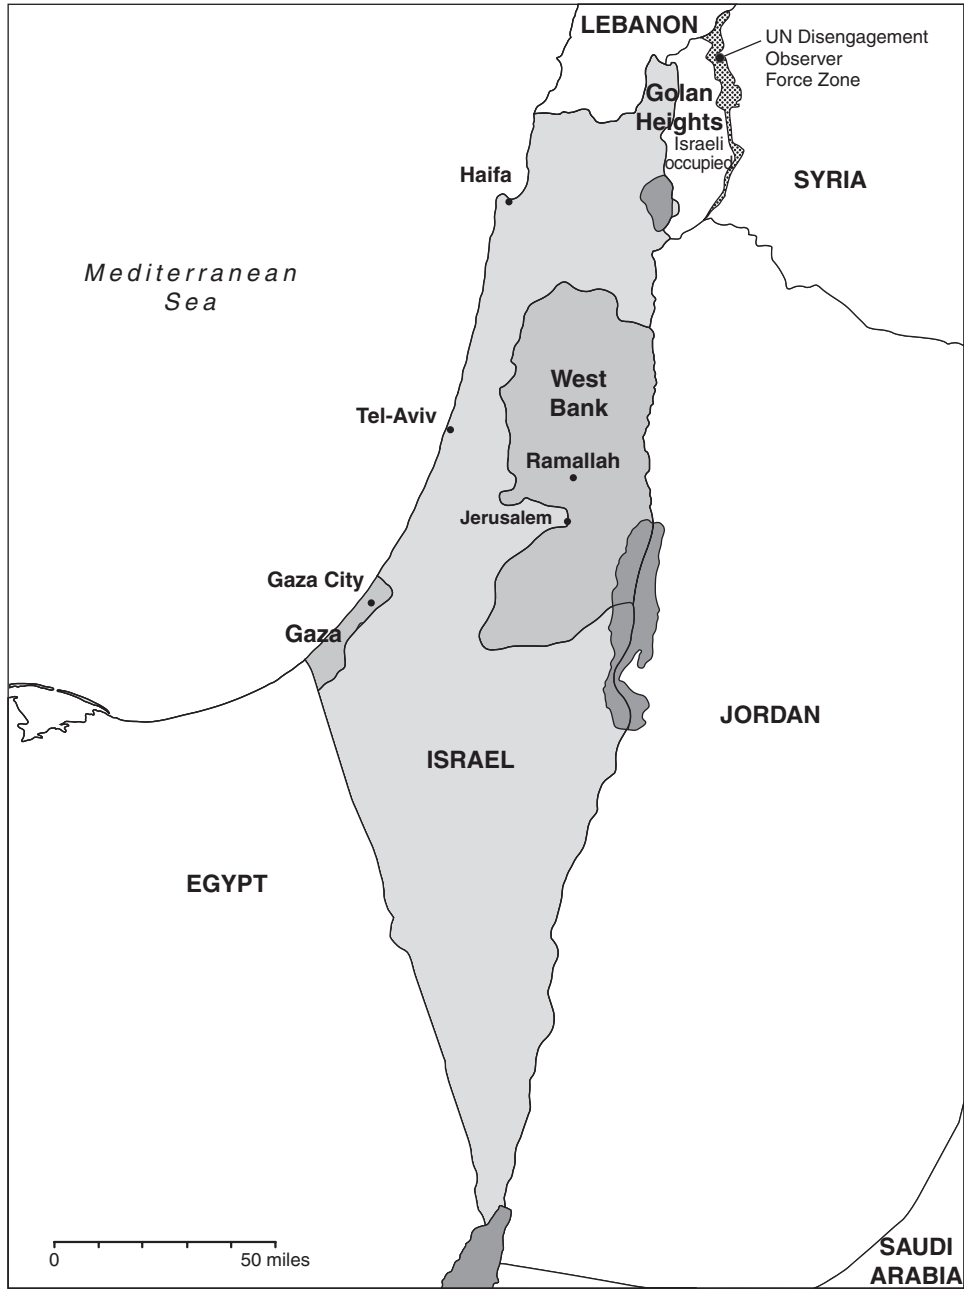 LEBANON
UN Disengagement
Observer
Force Zone
Golan
Heights
Israeli
occupied
Haifa
SYRIA
Mediterranean
Sea
West
Bank
Tel-Aviv
Ramallah
Jerusalem
Gaza City
Gaza
JORDAN
ISRAEL
EGYPT
0
50 miles
SAUDI
ARABIA